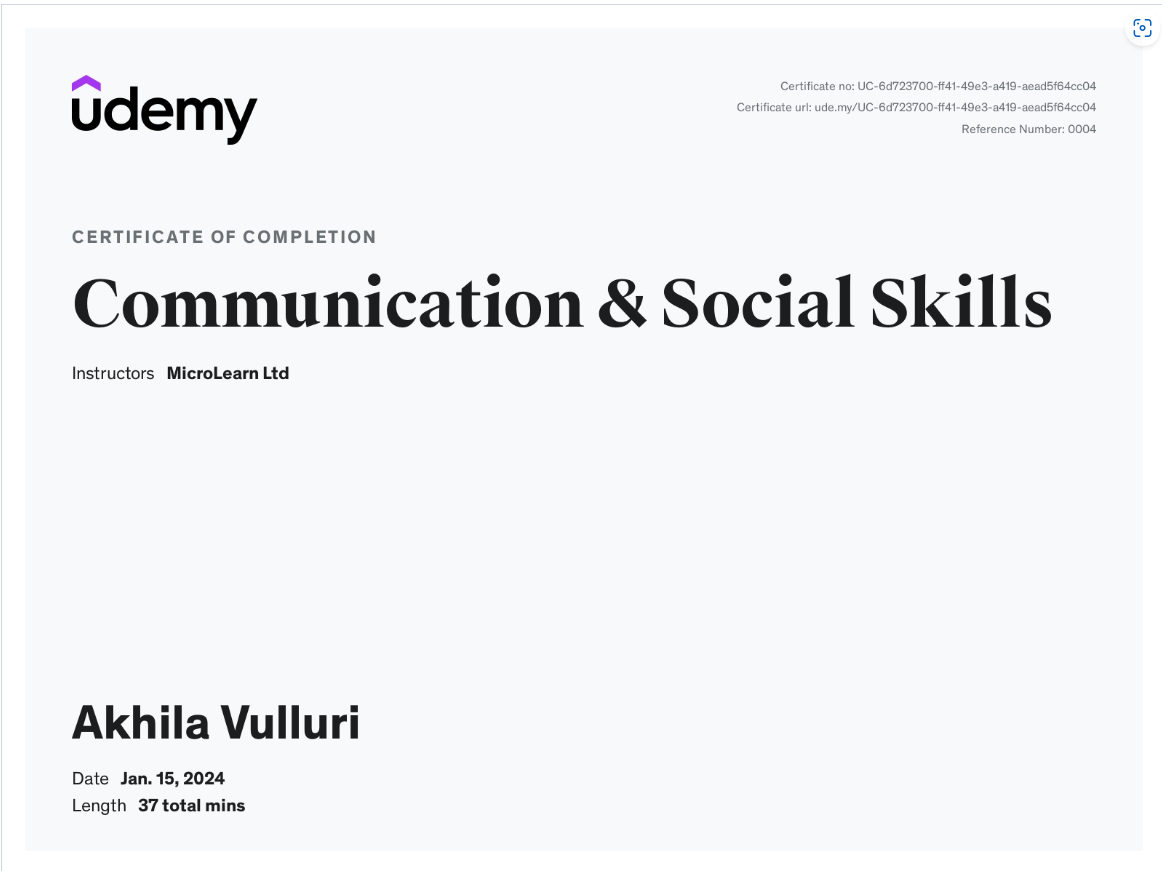 udemy
Certificate no: UC-6d723700-ff41-49e3-a419-aead5f64cc04
Certificate url: ude.my/UC-6d723700-ff41-49e3-a419-aead5f64cc04
Reference Number: 0004
CERTIFICATE OF COMPLETION
Communication & Social Skills
Instructors MicroLearn Ltd
Akhila Vulluri
Date Jan. 15, 2024
Length 37 total mins